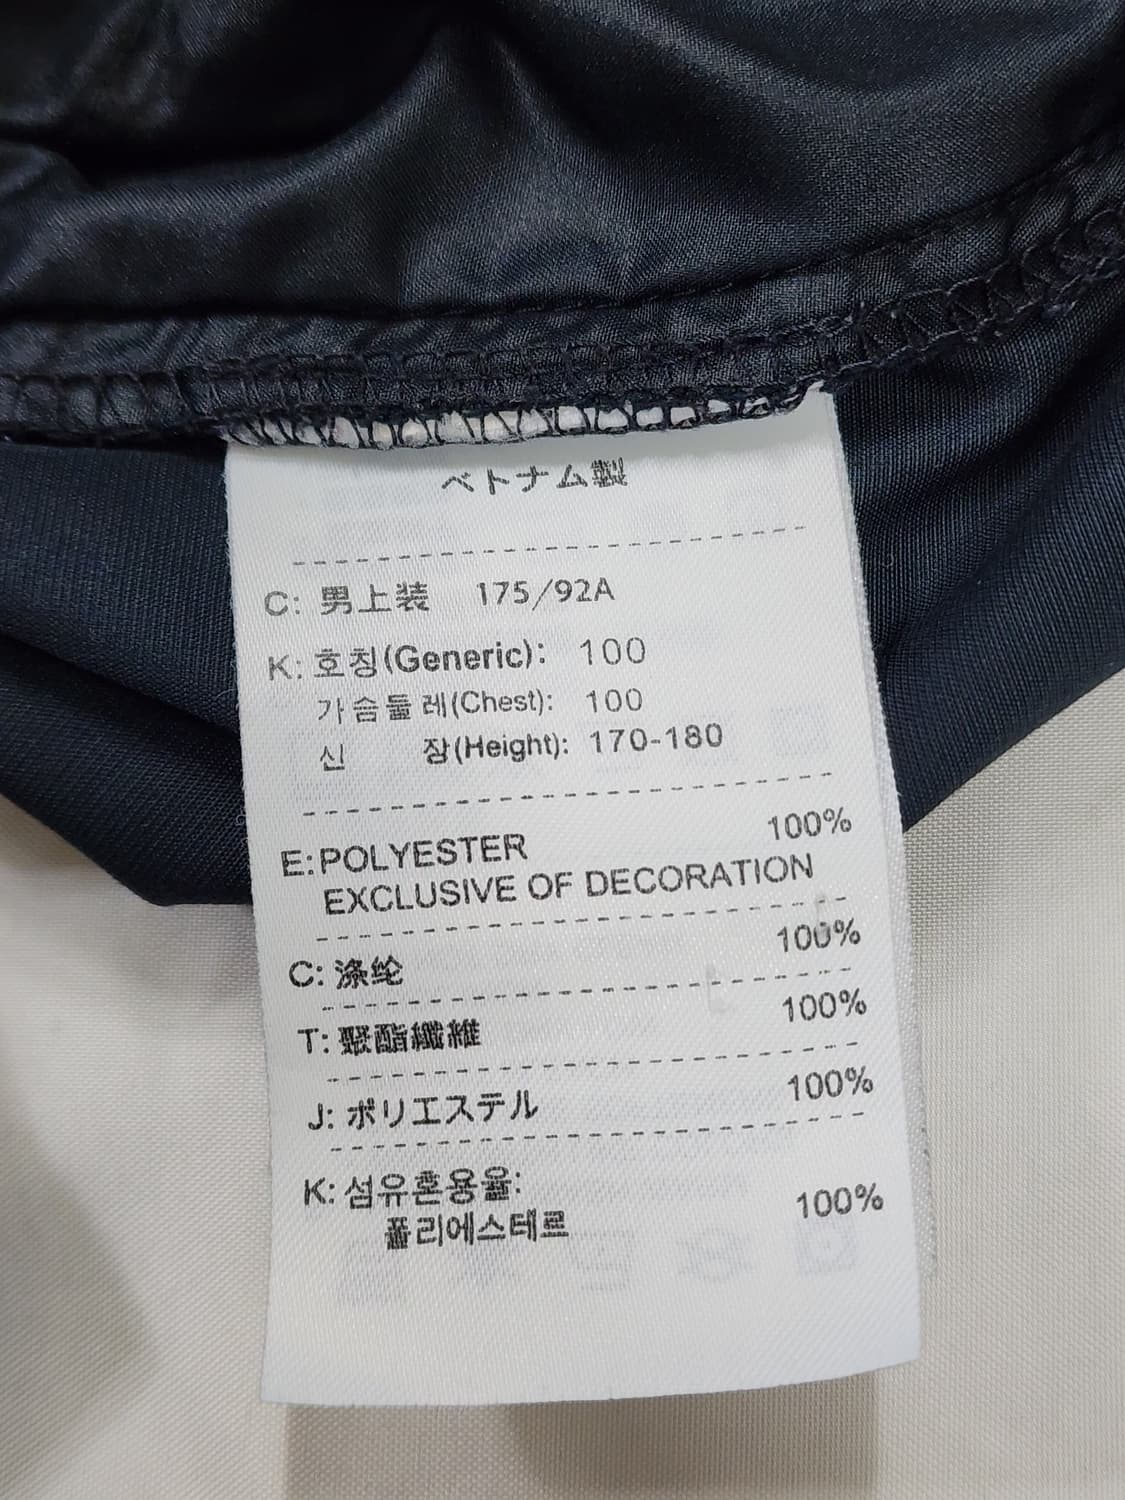 ベトナム製
C: 男上装 175/92A
K: 호칭(Generic): 100
가슴둘레(Chest): 100
신 장(Height): 170-180
E:POLYESTER 100%
EXCLUSIVE OF DECORATION
C: 涤纶 100%
T: 聚酯纖維 100%
J: ポリエステル 100%
K: 섬유혼용율:
폴리에스테르 100%